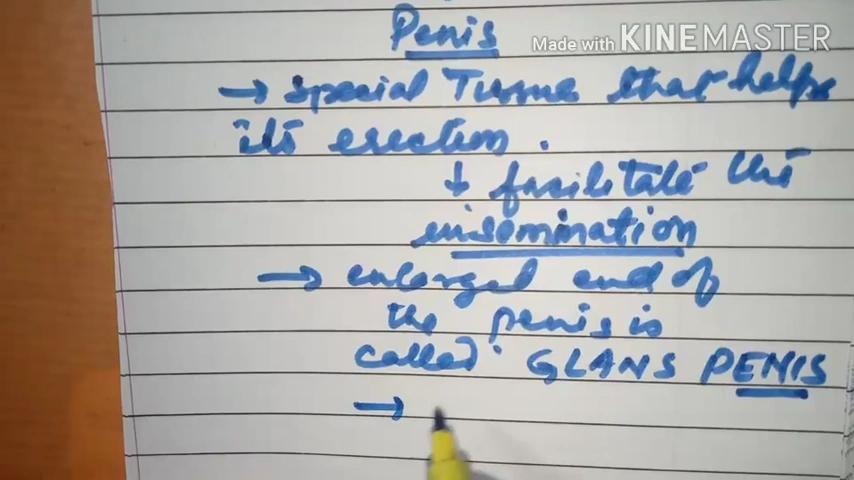 Penis
Made with KINEMASTER
→ Special Tissue that helps
its erection.
↓ facilitate the
insemination
→ enlarged end of
the penis is
called GLANS PENIS
→